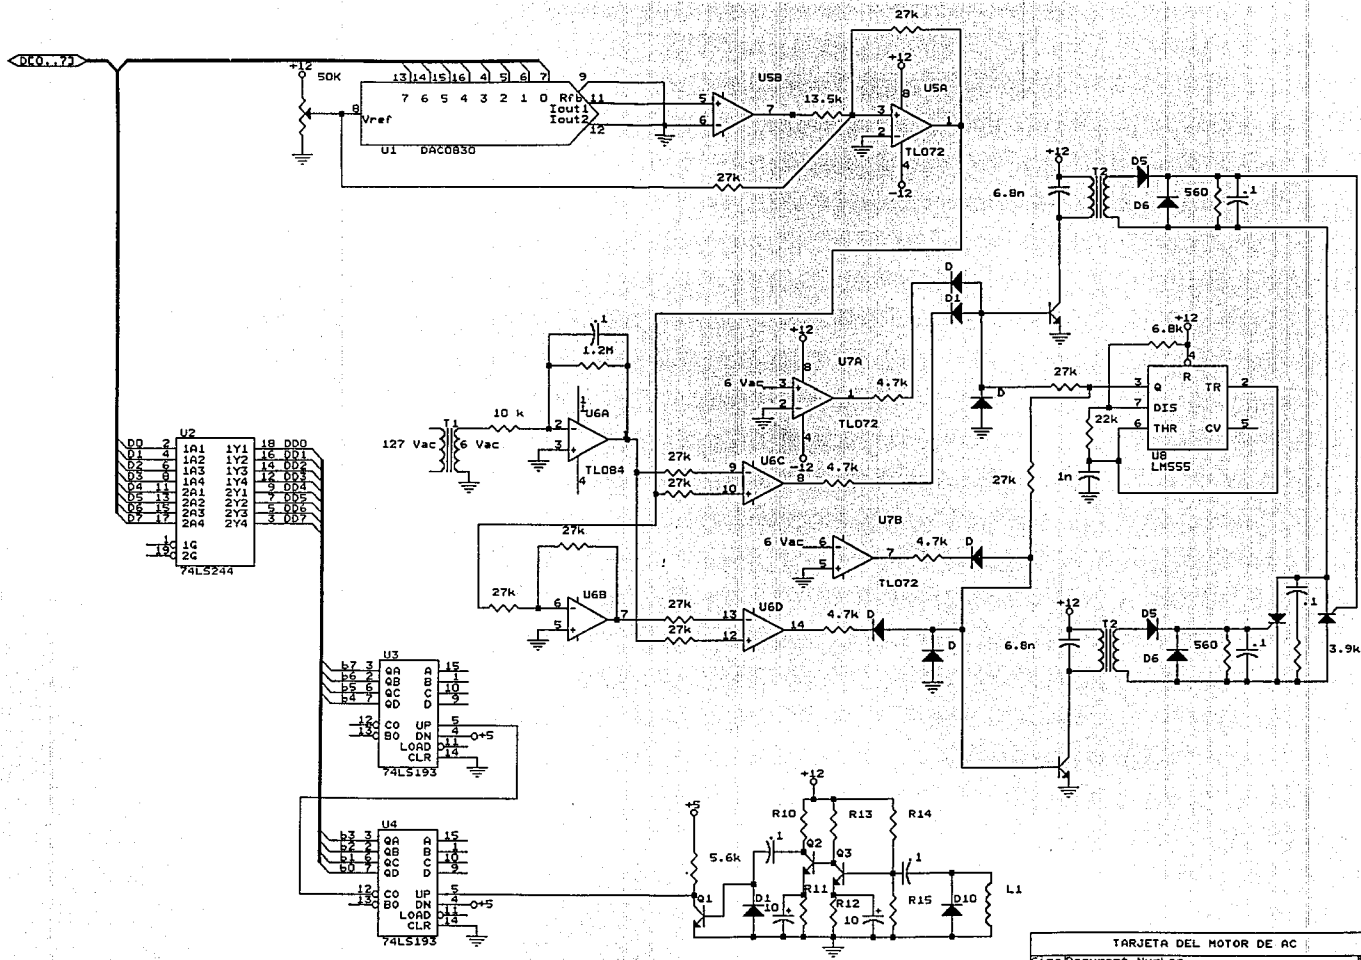 D[0..7]
+12
50K
8
Vref
13 14 15 16 4 5 6 7
7 6 5 4 3 2 1 0
9
Rfb
11
Iout1
Iout2
12
U1 DAC0830
27k
U5B
5
6
7
13.5k
27k
+12
8
U5A
3
2
1
TL072
4
-12
+12
6.8n
T2
D5
D6
560
.1
D
D1
.1
1.2M
U6A
10 k
2
3
1
TL084
4
127 Vac
T1
6 Vac
+12
8
U7A
6 Vac
3
2
1
4.7k
TL072
4
-12
27k
27k
9
10
U6C
8
4.7k
D
27k
27k
+12
6.8k
4
R
3 Q
TR 2
7 DIS
6 THR
CV 5
U8
LM555
22k
1n
U7B
6 Vac
6
5
7
4.7k
D
TL072
27k
27k
6
5
U6B
7
27k
27k
13
12
U6D
14
4.7k
D
D
+12
6.8n
T2
D5
D6
560
.1
.1
3.9k
U2
D0 2 1A1 1Y1 18 DD0
D1 4 1A2 1Y2 16 DD1
D2 6 1A3 1Y3 14 DD2
D3 8 1A4 1Y4 12 DD3
D4 11 2A1 2Y1 9 DD4
D5 13 2A2 2Y2 7 DD5
D6 15 2A3 2Y3 5 DD6
D7 17 2A4 2Y4 3 DD7
1 1G
19 2G
74LS244
U3
b7 3 QA A 15
b6 2 QB B 1
b5 6 QC C 10
b4 7 QD D 9
12 CO UP 5
13 BO DN 4 +5
LOAD 11
CLR 14
74LS193
U4
b3 3 QA A 15
b2 2 QB B 1
b1 6 QC C 10
b0 7 QD D 9
12 CO UP 5
13 BO DN 4 +5
LOAD 11
CLR 14
74LS193
+5
5.6k
Q1
.1
D1
10
+12
R10
R13
R14
Q2
Q3
R11
R12
10
.1
R15
D10
L1
TARJETA DEL MOTOR DE AC